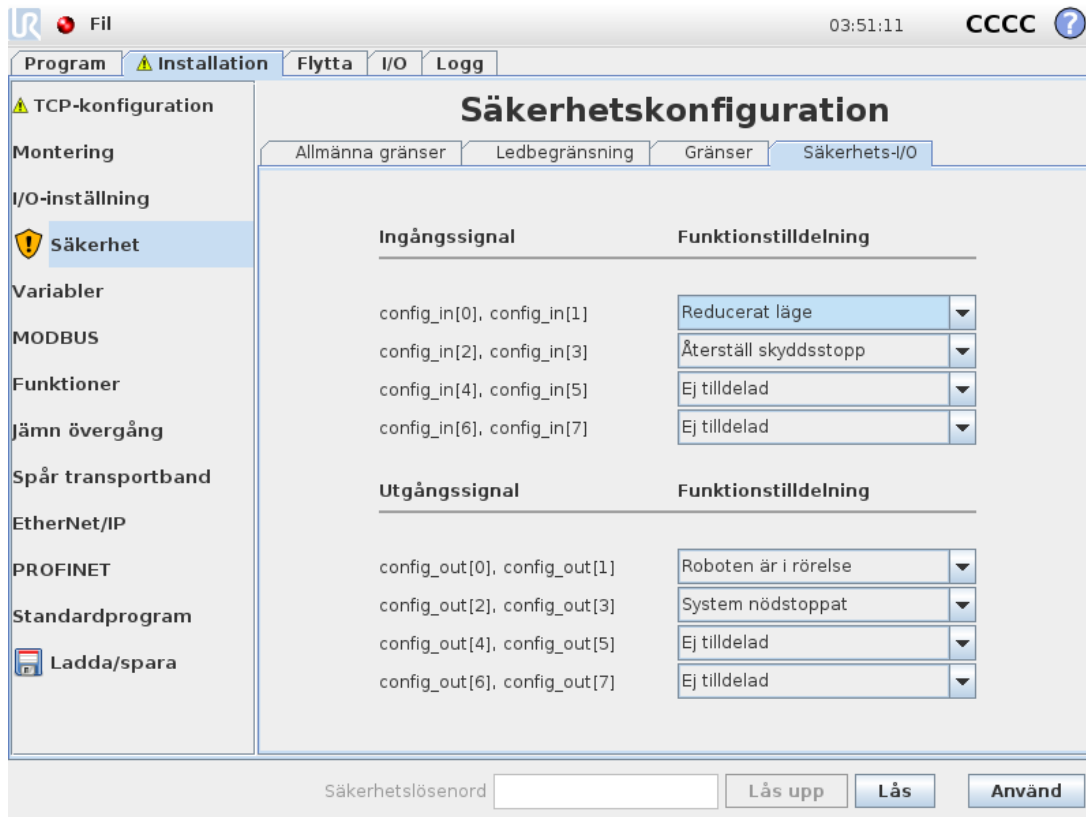 UR Fil 03:51:11 CCCC ?
Program Installation Flytta I/O Logg
TCP-konfiguration
Montering
I/O-inställning
Säkerhet
Variabler
MODBUS
Funktioner
Jämn övergång
Spår transportband
EtherNet/IP
PROFINET
Standardprogram
Ladda/spara
Säkerhetskonfiguration
Allmänna gränser Ledbegränsning Gränser Säkerhets-I/O
Ingångssignal Funktionstilldelning
config_in[0], config_in[1] Reducerat läge
config_in[2], config_in[3] Återställ skyddsstopp
config_in[4], config_in[5] Ej tilldelad
config_in[6], config_in[7] Ej tilldelad
Utgångssignal Funktionstilldelning
config_out[0], config_out[1] Roboten är i rörelse
config_out[2], config_out[3] System nödstoppat
config_out[4], config_out[5] Ej tilldelad
config_out[6], config_out[7] Ej tilldelad
Säkerhetslösenord Lås upp Lås Använd